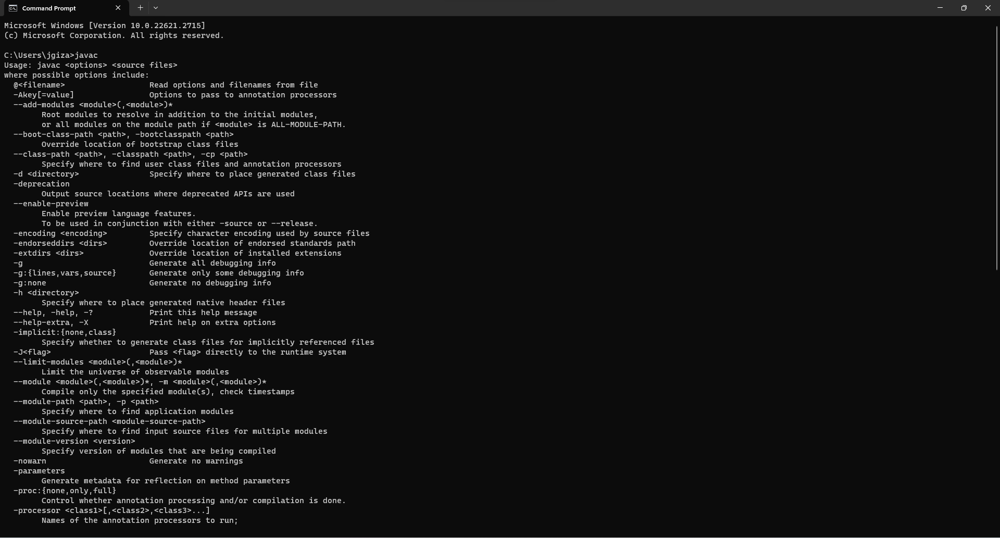 Command Prompt
Microsoft Windows [Version 10.0.22621.2715]
(c) Microsoft Corporation. All rights reserved.
C:\Users\jgiza>javac
Usage: javac <options> <source files>
where possible options include:
  @<filename>                  Read options and filenames from file
  -Akey[=value]                Options to pass to annotation processors
  --add-modules <module>(,<module>)*
        Root modules to resolve in addition to the initial modules,
        or all modules on the module path if <module> is ALL-MODULE-PATH.
  --boot-class-path <path>, -bootclasspath <path>
        Override location of bootstrap class files
  --class-path <path>, -classpath <path>, -cp <path>
        Specify where to find user class files and annotation processors
  -d <directory>               Specify where to place generated class files
  -deprecation
        Output source locations where deprecated APIs are used
  --enable-preview
        Enable preview language features.
        To be used in conjunction with either -source or --release.
  -encoding <encoding>         Specify character encoding used by source files
  -endorseddirs <dirs>         Override location of endorsed standards path
  -extdirs <dirs>              Override location of installed extensions
  -g                           Generate all debugging info
  -g:{lines,vars,source}       Generate only some debugging info
  -g:none                      Generate no debugging info
  -h <directory>
        Specify where to place generated native header files
  --help, -help, -?            Print this help message
  --help-extra, -X             Print help on extra options
  -implicit:{none,class}
        Specify whether to generate class files for implicitly referenced files
  -J<flag>                     Pass <flag> directly to the runtime system
  --limit-modules <module>(,<module>)*
        Limit the universe of observable modules
  --module <module>(,<module>)*, -m <module>(,<module>)*
        Compile only the specified module(s), check timestamps
  --module-path <path>, -p <path>
        Specify where to find application modules
  --module-source-path <module-source-path>
        Specify where to find input source files for multiple modules
  --module-version <version>
        Specify version of modules that are being compiled
  -nowarn                      Generate no warnings
  -parameters
        Generate metadata for reflection on method parameters
  -proc:{none,only,full}
        Control whether annotation processing and/or compilation is done.
  -processor <class1>[,<class2>,<class3>...]
        Names of the annotation processors to run;